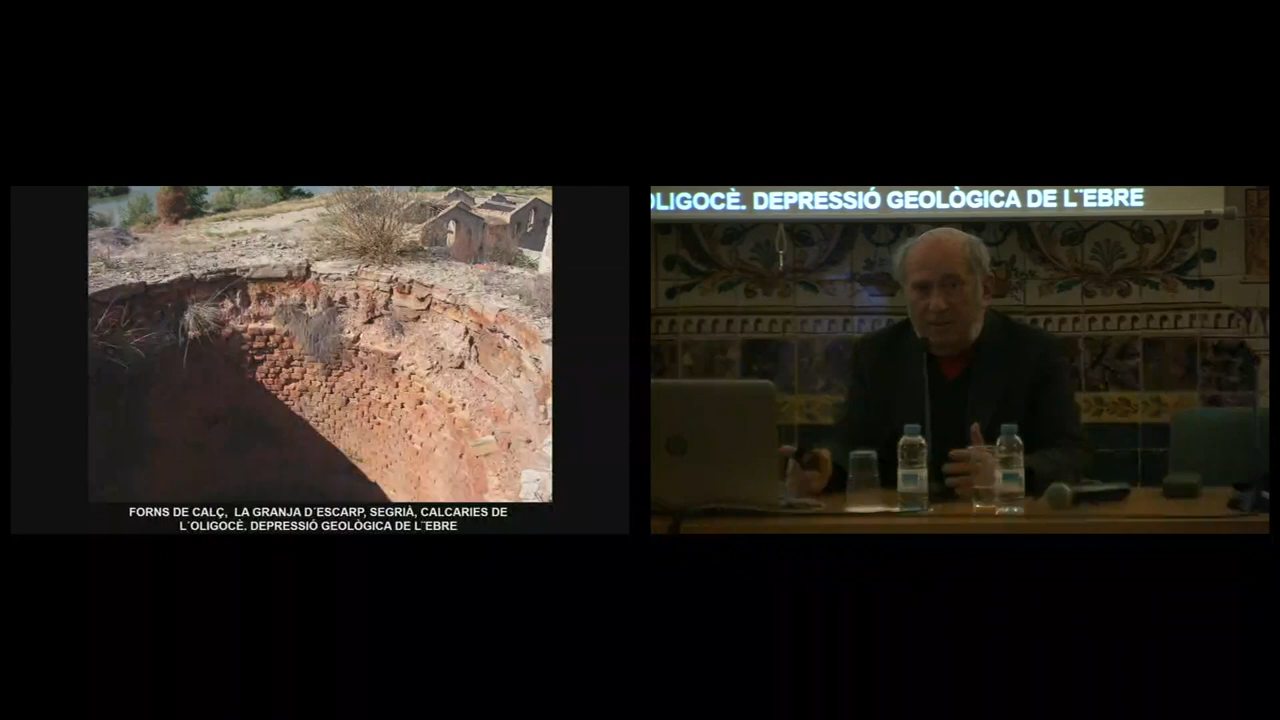 FORNS DE CALÇ,  LA GRANJA D´ESCARP, SEGRIÀ, CALCARIES DE
L´OLIGOCÈ. DEPRESSIÓ GEOLÒGICA DE L¨EBRE
OLIGOCÈ. DEPRESSIÓ GEOLÒGICA DE L¨EBRE